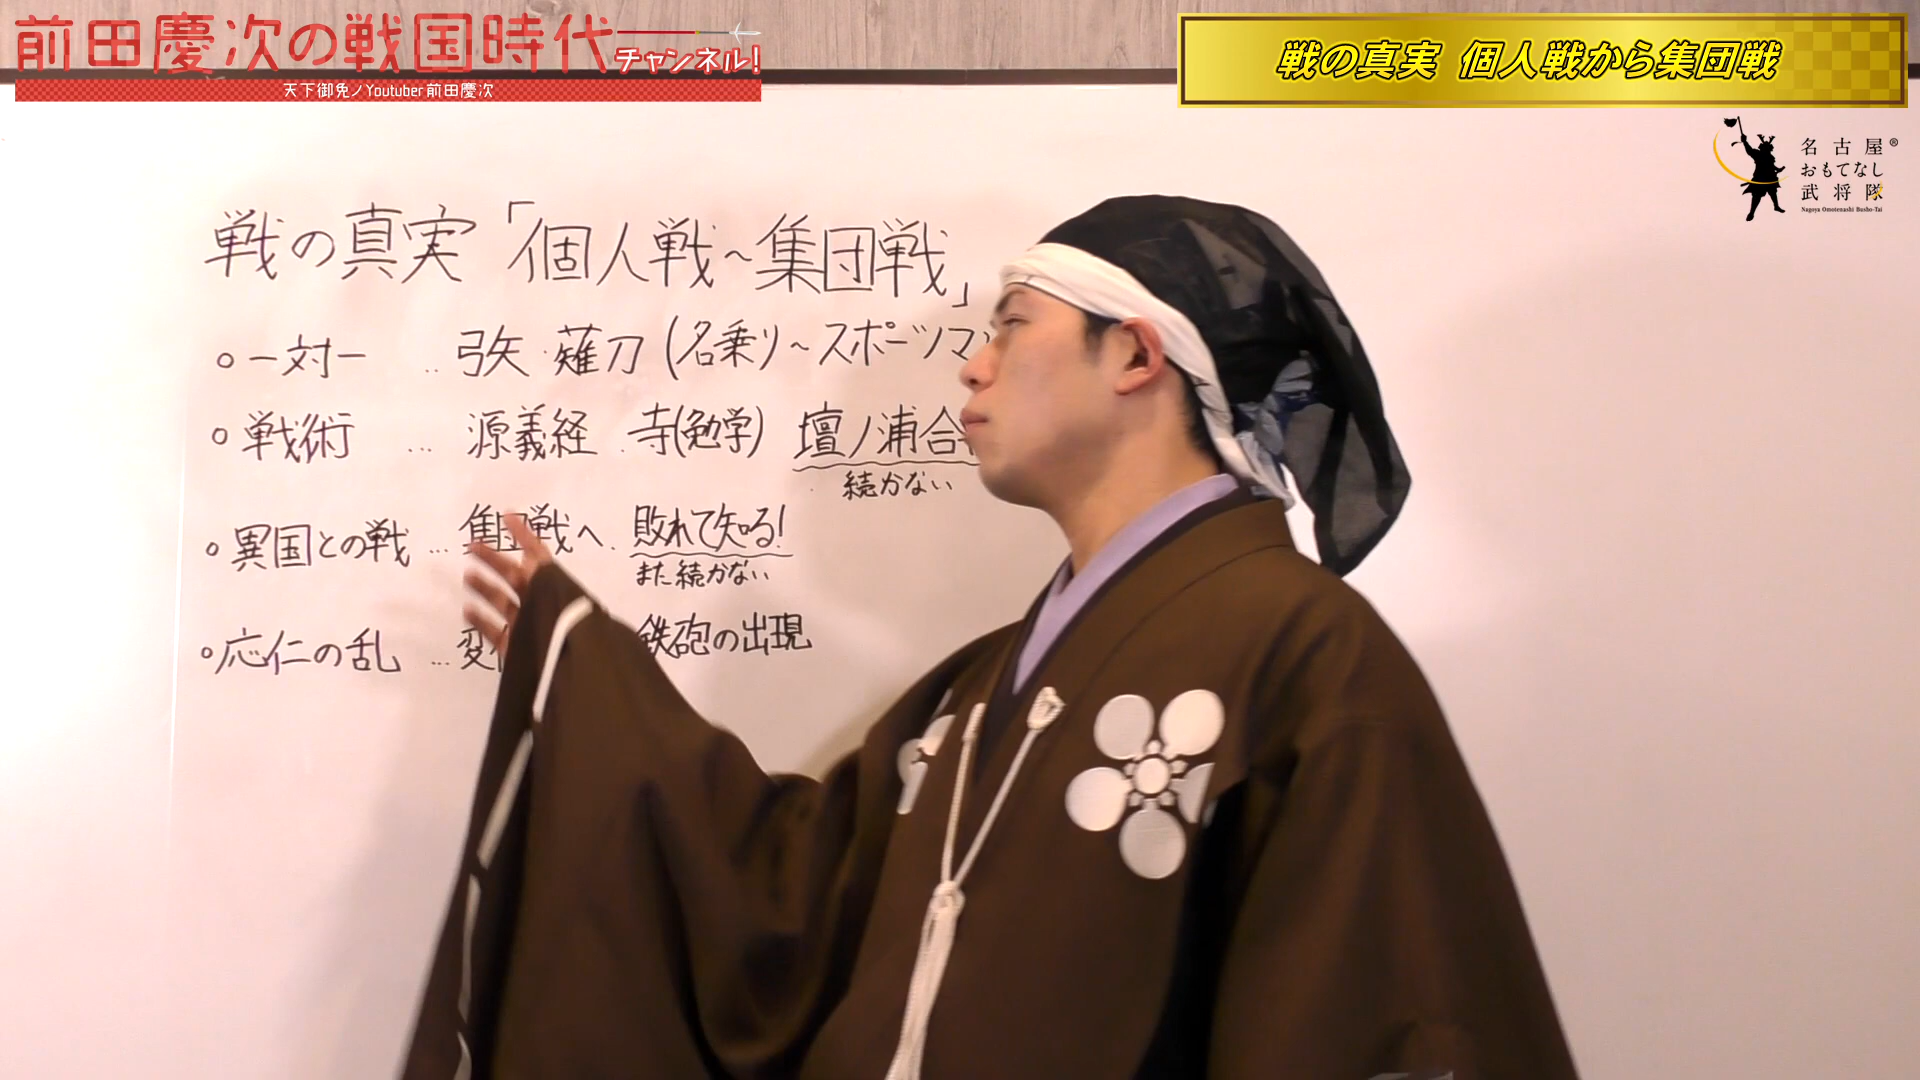 前田慶次の戦国時代チャンネル!
天下御免ノYoutuber前田慶次
戦の真実 個人戦から集団戦
名古屋®
おもてなし
武将隊
Nagoya Omotenashi Busho-Tai
戦の真実「個人戦~集団戦」
○一対一 ‥ 弓矢・薙刀(名乗り~スポーツマン
○戦術 … 源義経・寺(勉学) 壇ノ浦合
続かない
○異国との戦 … 集団戦へ. 敗れて知る!
また続かない
○応仁の乱 … 変 鉄砲の出現